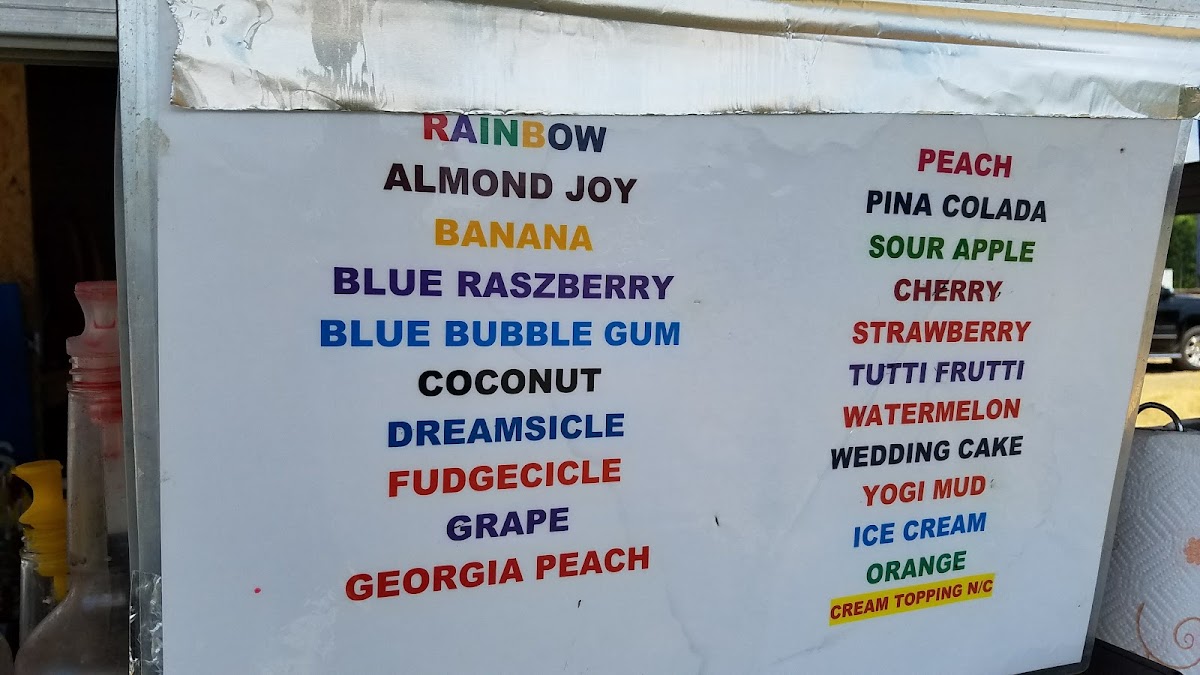 RAINBOW
ALMOND JOY
BANANA
BLUE RASZBERRY
BLUE BUBBLE GUM
COCONUT
DREAMSICLE
FUDGECICLE
GRAPE
GEORGIA PEACH
PEACH
PINA COLADA
SOUR APPLE
CHERRY
STRAWBERRY
TUTTI FRUTTI
WATERMELON
WEDDING CAKE
YOGI MUD
ICE CREAM
ORANGE
CREAM TOPPING N/C